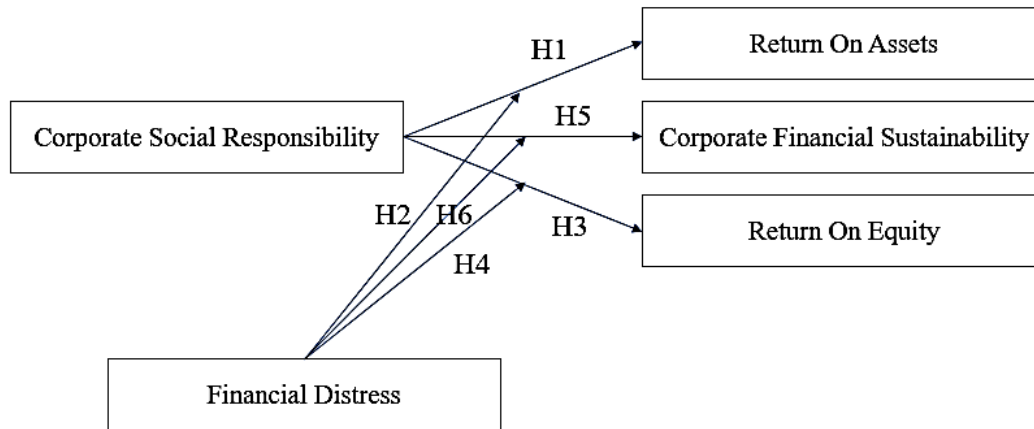 Return On Assets
H1
Corporate Social Responsibility
H5
Corporate Financial Sustainability
H2
H6
H3
Return On Equity
H4
Financial Distress